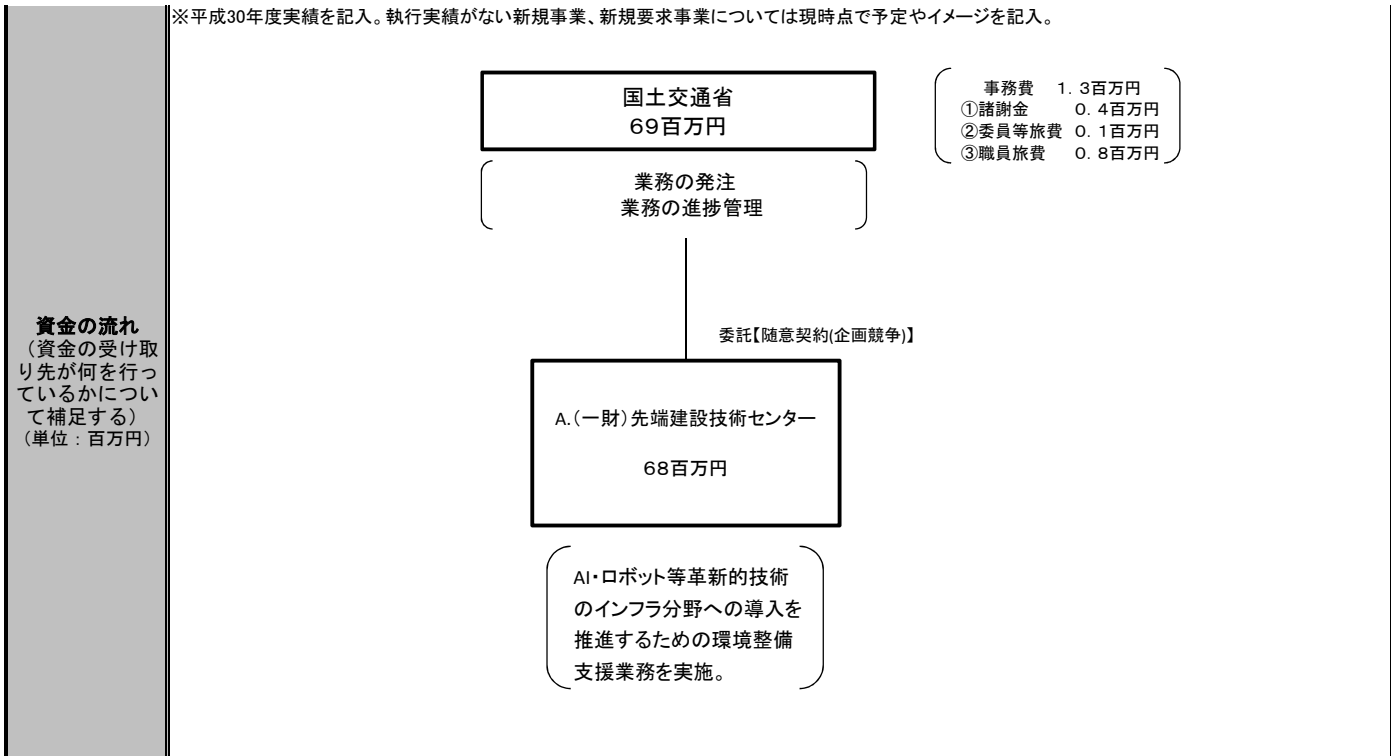 ※平成30年度実績を記入。執行実績がない新規事業、新規要求事業については現時点で予定やイメージを記入。
国土交通省
69百万円
事務費 1.3百万円
①諸謝金 0.4百万円
②委員等旅費 0.1百万円
③職員旅費 0.8百万円
業務の発注
業務の進捗管理
資金の流れ
(資金の受け取
り先が何を行っ
ているかについ
て補足する)
(単位:百万円)
委託【随意契約(企画競争)】
A.(一財)先端建設技術センター
68百万円
AI・ロボット等革新的技術
のインフラ分野への導入を
推進するための環境整備
支援業務を実施。